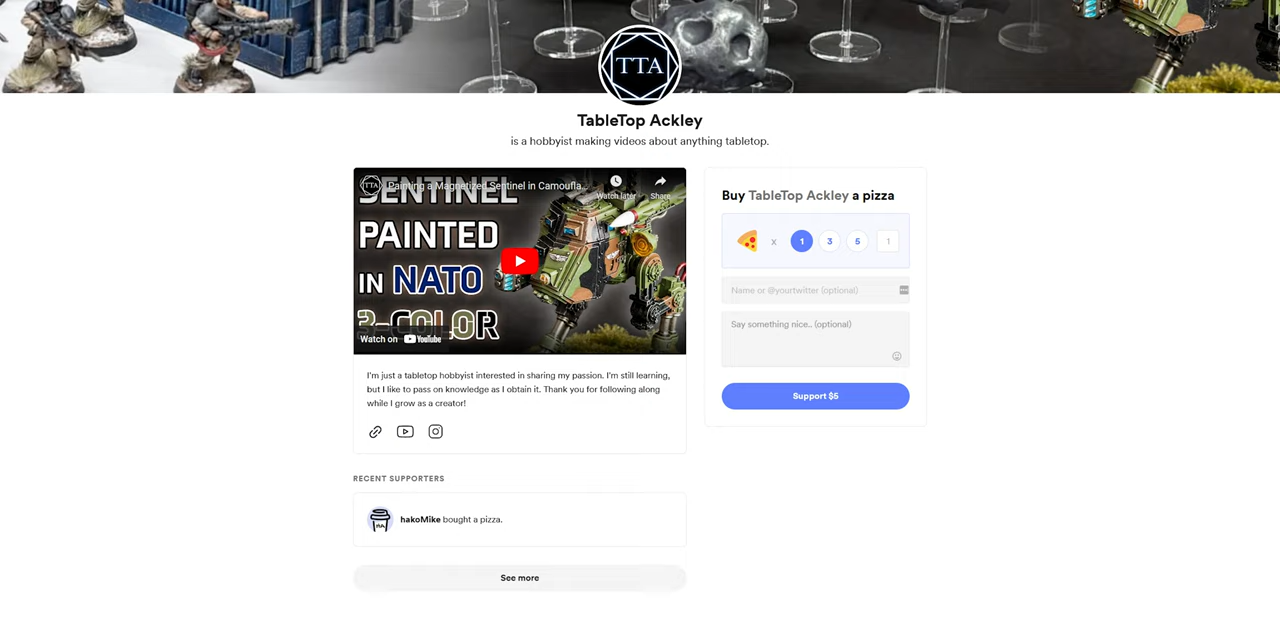 TTA
TableTop Ackley
is a hobbyist making videos about anything tabletop.
TTA
Painting a Magnetized Sentinel in Camoufla...
Watch later
Share
SENTINEL
PAINTED
IN NATO
3-COLOR
Watch on YouTube
I'm just a tabletop hobbyist interested in sharing my passion. I'm still learning,
but I like to pass on knowledge as I obtain it. Thank you for following along
while I grow as a creator!
RECENT SUPPORTERS
hakoMike bought a pizza.
See more
Buy TableTop Ackley a pizza
x 1 3 5 1
Name or @yourtwitter (optional)
Say something nice.. (optional)
Support $5